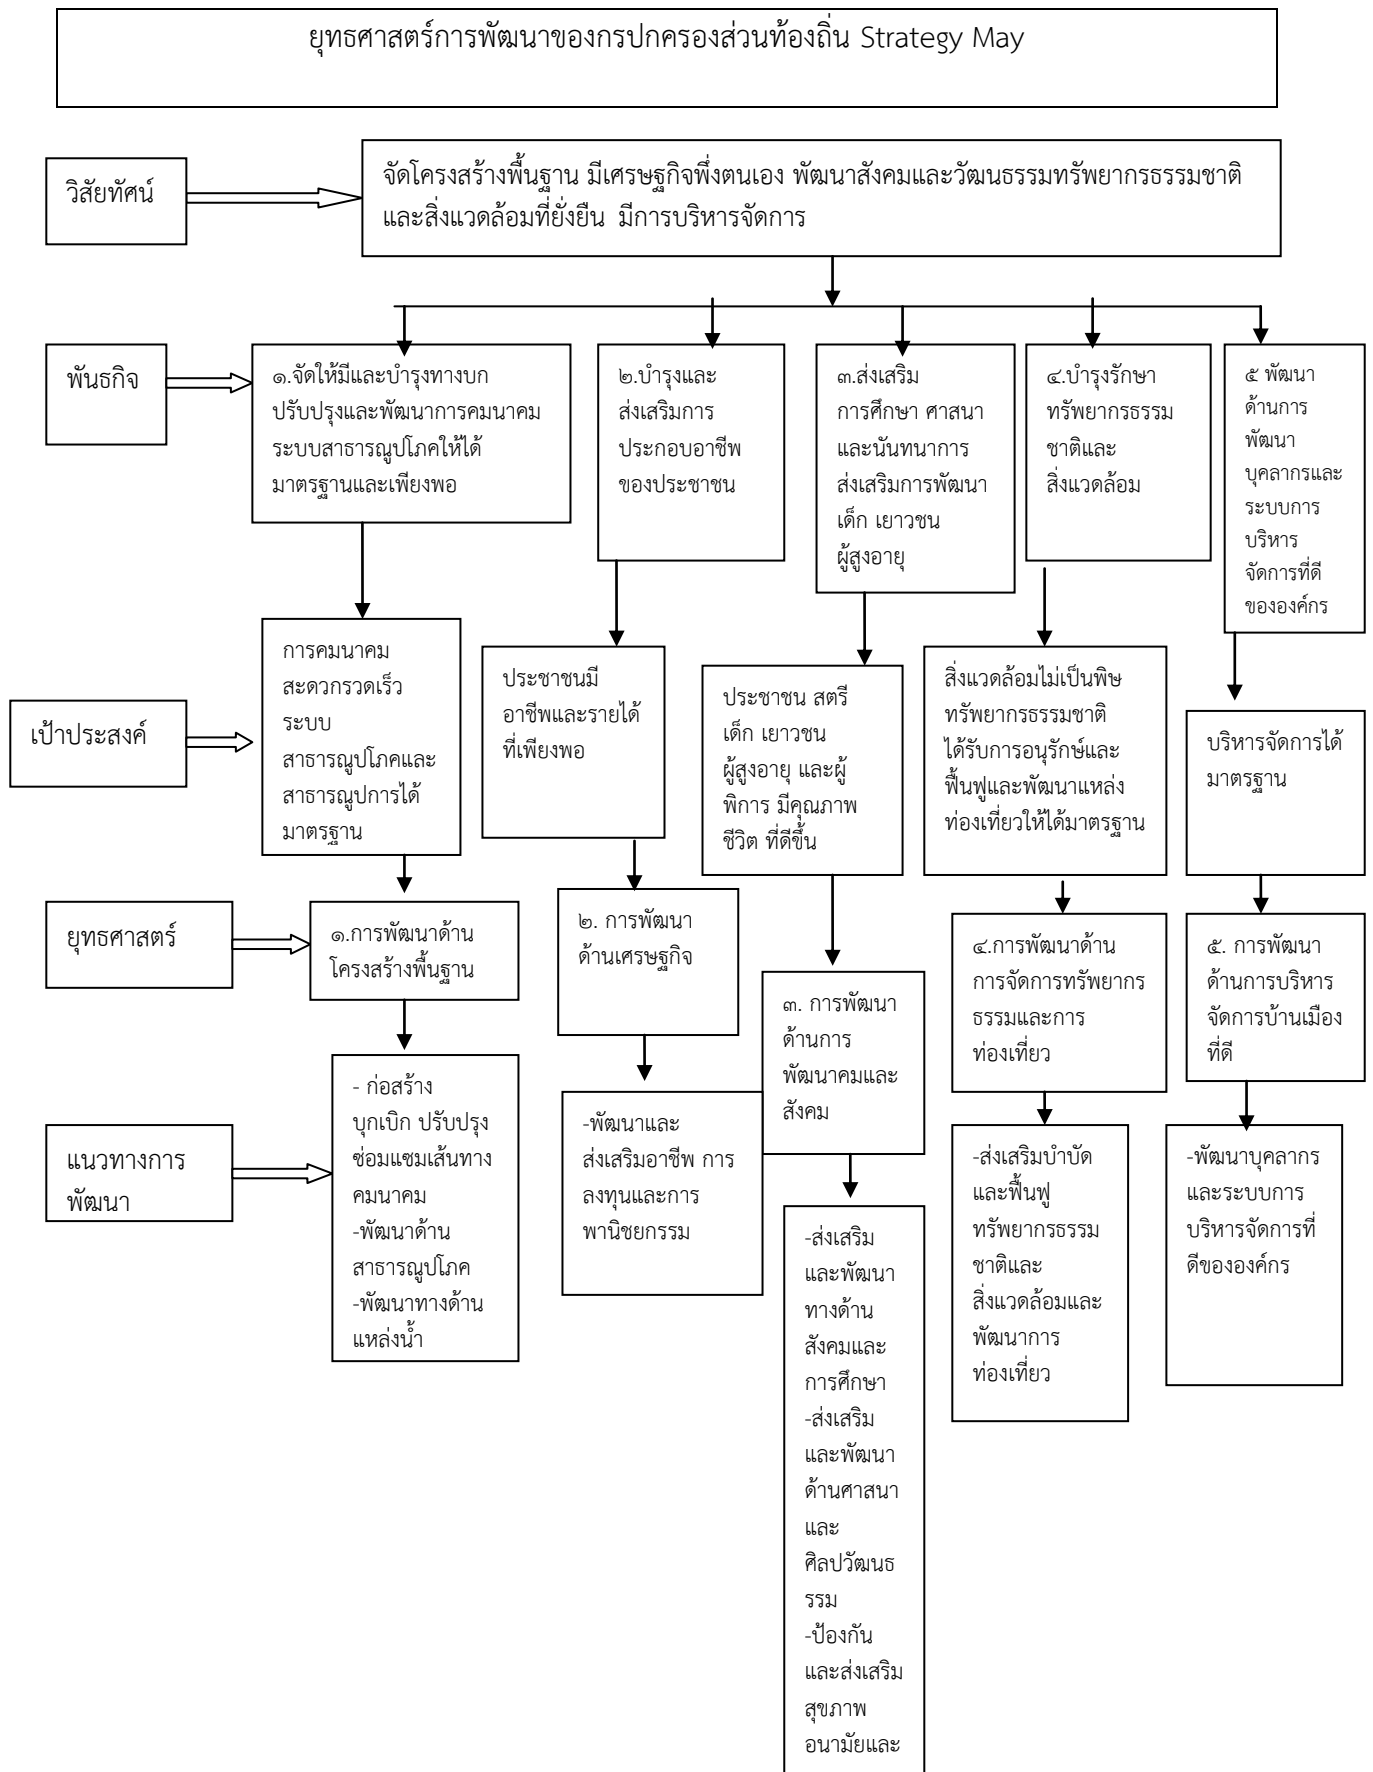 ยุทธศาสตร์การพัฒนาของกรปกครองส่วนท้องถิ่น Strategy May
วิสัยทัศน์
จัดโครงสร้างพื้นฐาน มีเศรษฐกิจพึ่งตนเอง พัฒนาสังคมและวัฒนธรรมทรัพยากรธรรมชาติ
และสิ่งแวดล้อมที่ยั่งยืน มีการบริหารจัดการ
พันธกิจ
๑.จัดให้มีและบำรุงทางบก
ปรับปรุงและพัฒนาการคมนาคม
ระบบสาธารณูปโภคให้ได้
มาตรฐานและเพียงพอ
๒.บำรุงและ
ส่งเสริมการ
ประกอบอาชีพ
ของประชาชน
๓.ส่งเสริม
การศึกษา ศาสนา
และนันทนาการ
ส่งเสริมการพัฒนา
เด็ก เยาวชน
ผู้สูงอายุ
๔.บำรุงรักษา
ทรัพยากรธรรม
ชาติและ
สิ่งแวดล้อม
๕ พัฒนา
ด้านการ
พัฒนา
บุคลากรและ
ระบบการ
บริหาร
จัดการที่ดี
ขององค์กร
เป้าประสงค์
การคมนาคม
สะดวกรวดเร็ว
ระบบ
สาธารณูปโภคและ
สาธารณูปการได้
มาตรฐาน
ประชาชนมี
อาชีพและรายได้
ที่เพียงพอ
ประชาชน สตรี
เด็ก เยาวชน
ผู้สูงอายุ และผู้
พิการ มีคุณภาพ
ชีวิต ที่ดีขึ้น
สิ่งแวดล้อมไม่เป็นพิษ
ทรัพยากรธรรมชาติ
ได้รับการอนุรักษ์และ
ฟื้นฟูและพัฒนาแหล่ง
ท่องเที่ยวให้ได้มาตรฐาน
บริหารจัดการได้
มาตรฐาน
ยุทธศาสตร์
๑.การพัฒนาด้าน
โครงสร้างพื้นฐาน
๒. การพัฒนา
ด้านเศรษฐกิจ
๓. การพัฒนา
ด้านการ
พัฒนาคมและ
สังคม
๔.การพัฒนาด้าน
การจัดการทรัพยากร
ธรรมและการ
ท่องเที่ยว
๕. การพัฒนา
ด้านการบริหาร
จัดการบ้านเมือง
ที่ดี
แนวทางการ
พัฒนา
- ก่อสร้าง
บุกเบิก ปรับปรุง
ซ่อมแซมเส้นทาง
คมนาคม
-พัฒนาด้าน
สาธารณูปโภค
-พัฒนาทางด้าน
แหล่งน้ำ
-พัฒนาและ
ส่งเสริมอาชีพ การ
ลงทุนและการ
พานิชยกรรม
-ส่งเสริม
และพัฒนา
ทางด้าน
สังคมและ
การศึกษา
-ส่งเสริม
และพัฒนา
ด้านศาสนา
และ
ศิลปวัฒนธ
รรม
-ป้องกัน
และส่งเสริม
สุขภาพ
อนามัยและ
-ส่งเสริมบำบัด
และฟื้นฟู
ทรัพยากรธรรม
ชาติและ
สิ่งแวดล้อมและ
พัฒนาการ
ท่องเที่ยว
-พัฒนาบุคลากร
และระบบการ
บริหารจัดการที่
ดีขององค์กร